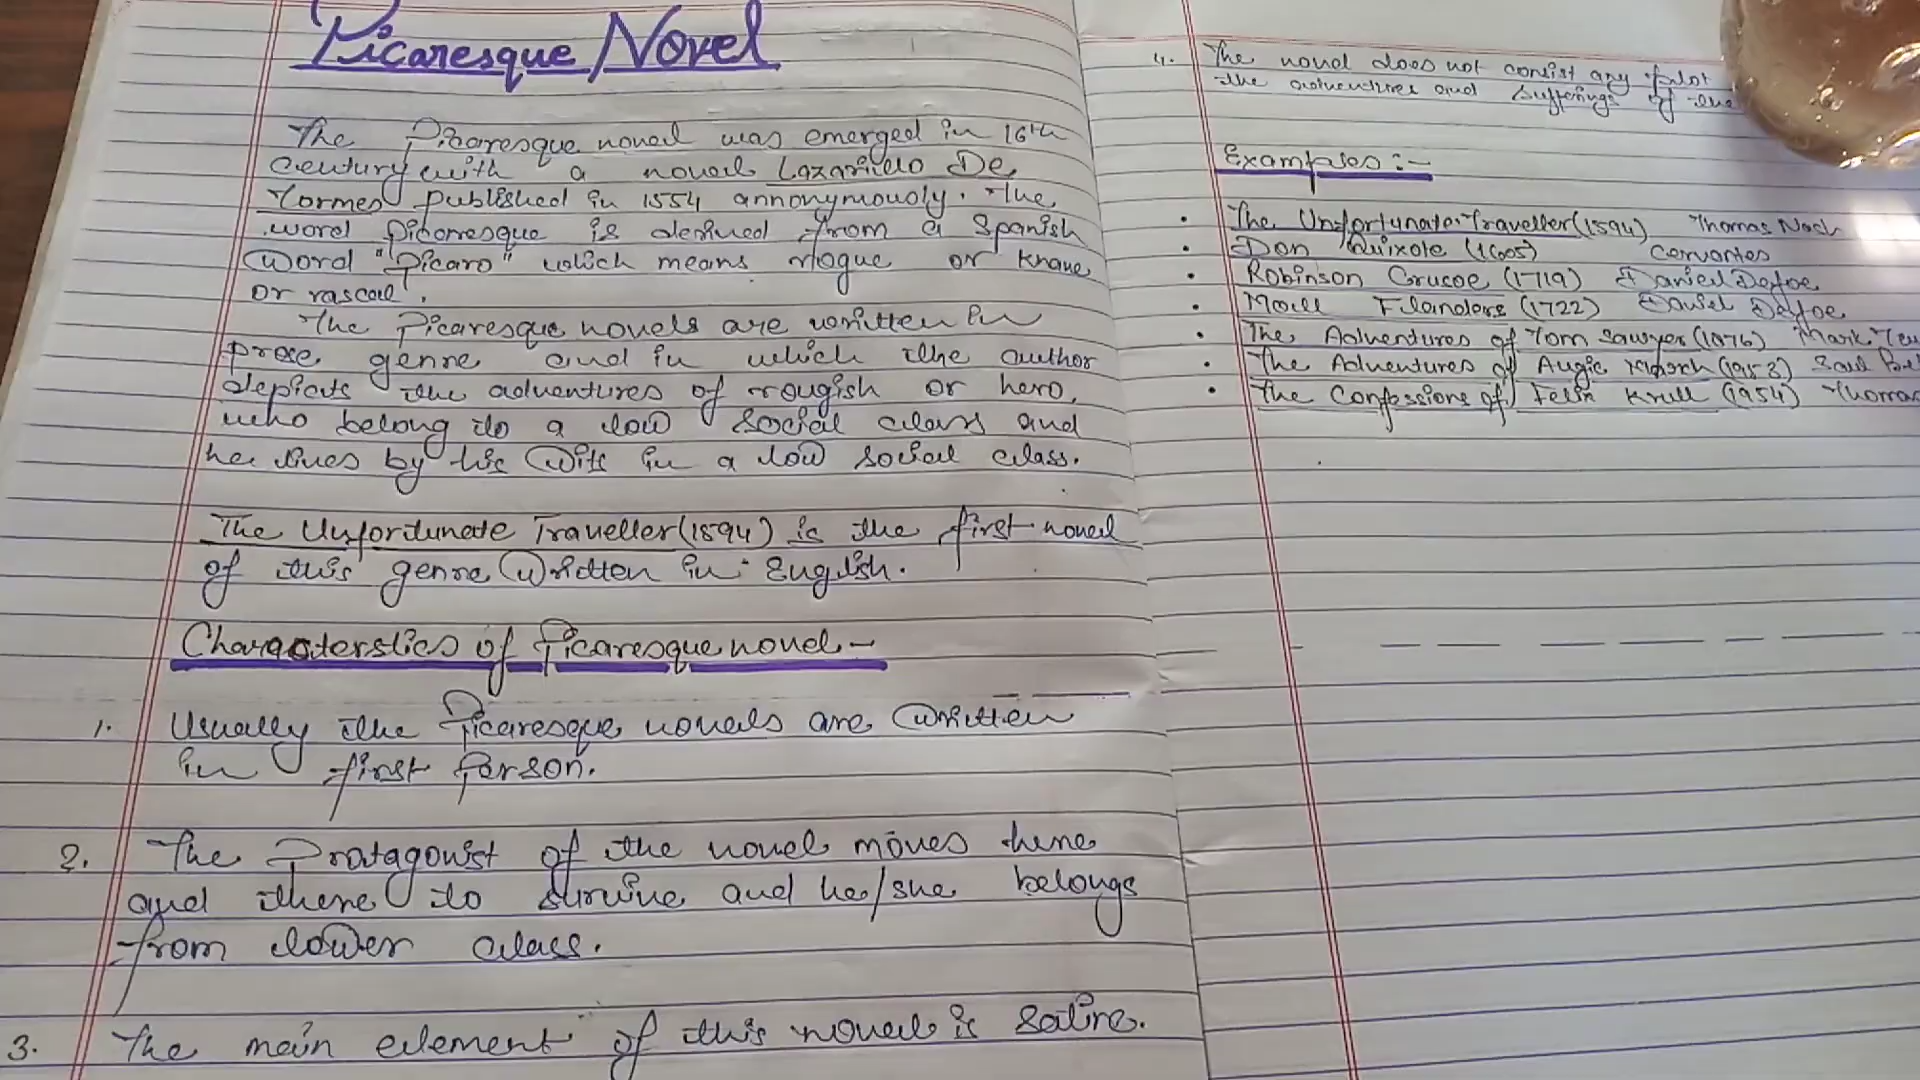 Picaresque Novel
The Picaresque novel was emerged in 16th
century with a novel Lazarillo De
Tormes published in 1554 annonymously. The
word picaresque is derived from a Spanish
word "Picaro" which means rogue or knave
or rascal.
The Picaresque novels are written in
prose genre and in which the author
depicts the adventures of rougish or hero,
who belong to a low social class and
he lives by his wits in a low social class.
The Unfortunate Traveller (1594) is the first novel
of this genre written in English.
Characterstics of Picaresque novel-
1. Usually the Picaresque novels are written
in first person.
2. The Protagonist of the novel moves here
and there to survive and he/she belongs
from lower class.
3. The main element of this novel is satire.
4. The novel does not consist any plot
the adventures and sufferings of the
Examples:-
• The Unfortunate Traveller (1594) Thomas Nash
• Don Quixote (1605) Cervantes
• Robinson Crucoe (1719) Daniel Defoe
• Moll Flanders (1722) Daniel Defoe
• The Adventures of Tom Sawyer (1876) Mark
• The Adventures of Augie March (1953) Saul
• The Confessions of Felix Krull (1954) Thomas